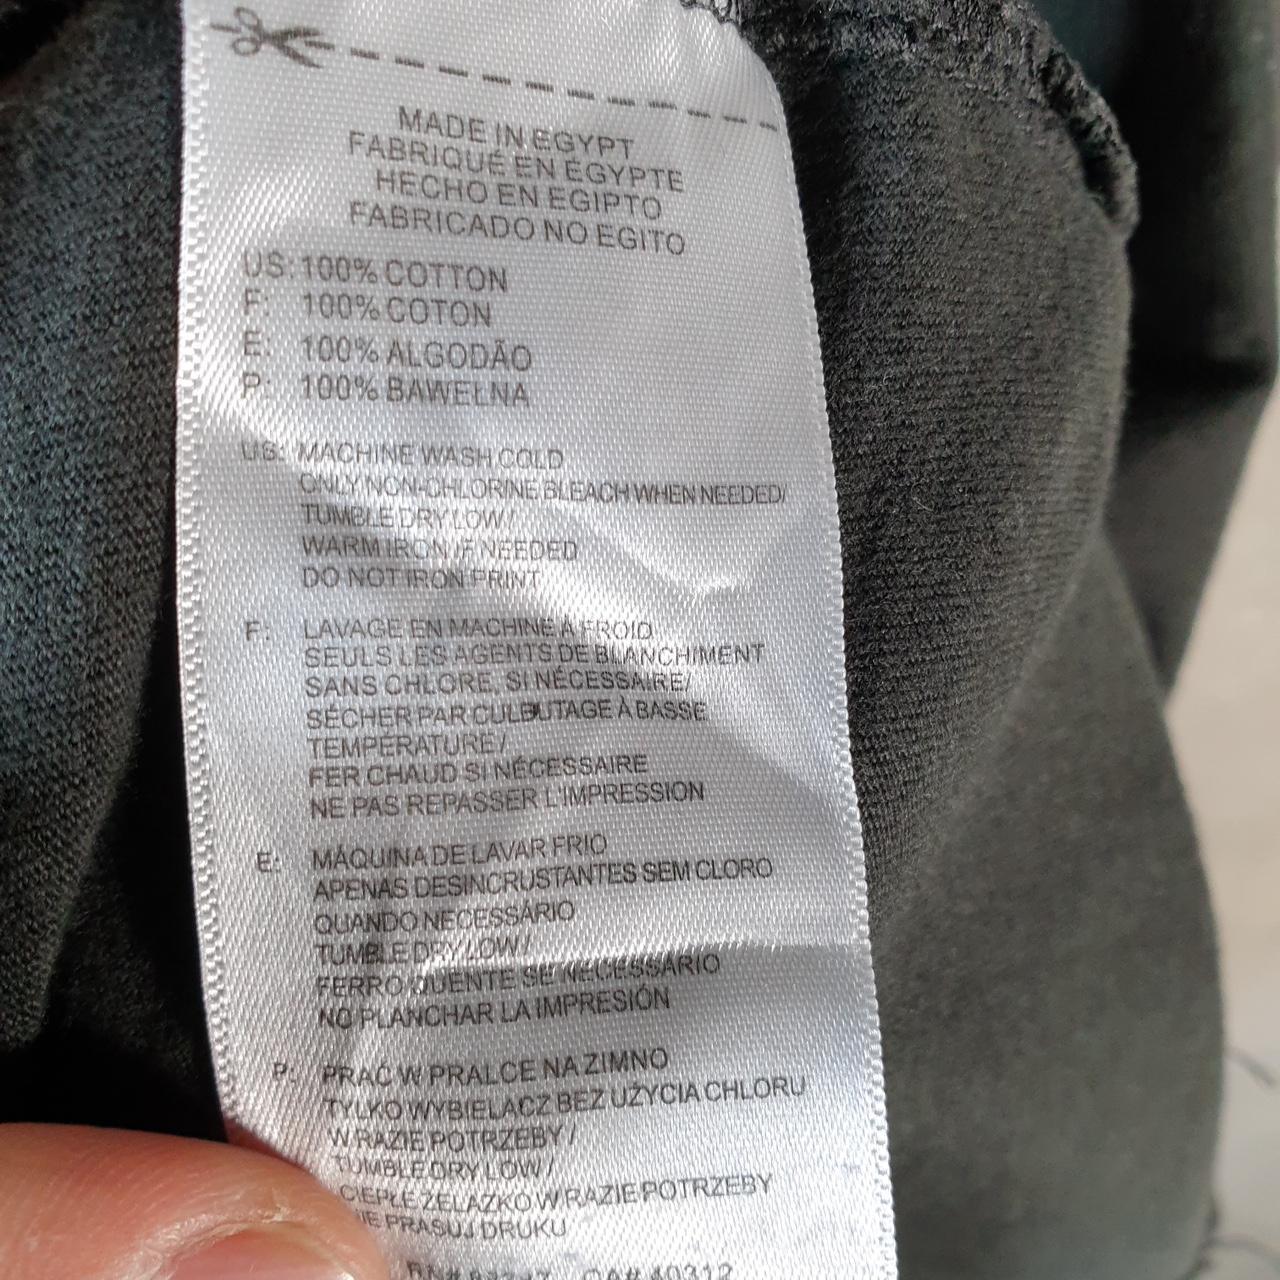 MADE IN EGYPT
FABRIQUÉ EN ÉGYPTE
HECHO EN EGIPTO
FABRICADO NO EGITO
US: 100% COTTON
F: 100% COTON
E: 100% ALGODÃO
P: 100% BAWEŁNA
US: MACHINE WASH COLD
ONLY NON-CHLORINE BLEACH WHEN NEEDED/
TUMBLE DRY LOW/
WARM IRON IF NEEDED
DO NOT IRON PRINT
F: LAVAGE EN MACHINE À FROID
SEULS LES AGENTS DE BLANCHIMENT
SANS CHLORE, SI NÉCESSAIRE/
SÉCHER PAR CULBUTAGE À BASSE
TEMPÉRATURE/
FER CHAUD SI NÉCESSAIRE
NE PAS REPASSER L'IMPRESSION
E: MÁQUINA DE LAVAR FRIO
APENAS DESINCRUSTANTES SEM CLORO
QUANDO NECESSÁRIO
TUMBLE DRY LOW/
FERRO QUENTE SE NECESSÁRIO
NO PLANCHAR LA IMPRESIÓN
P: PRAĆ W PRALCE NA ZIMNO
TYLKO WYBIELACZ BEZ UŻYCIA CHLORU
W RAZIE POTRZEBY/
TUMBLE DRY LOW/
CIEPŁE ŻELAZKO W RAZIE POTRZEBY
PRASUJ DRUKU
RN# CA# 40312